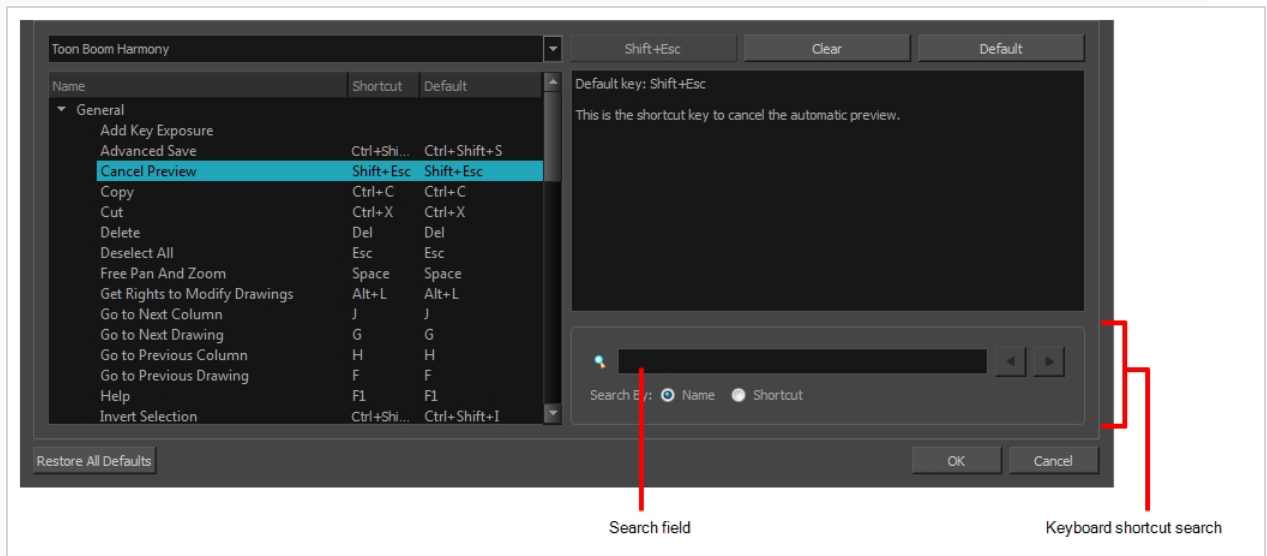 Toon Boom Harmony
Shift+Esc Clear Default
Name Shortcut Default
General
Add Key Exposure
Advanced Save Ctrl+Shi... Ctrl+Shift+S
Cancel Preview Shift+Esc Shift+Esc
Copy Ctrl+C Ctrl+C
Cut Ctrl+X Ctrl+X
Delete Del Del
Deselect All Esc Esc
Free Pan And Zoom Space Space
Get Rights to Modify Drawings Alt+L Alt+L
Go to Next Column J J
Go to Next Drawing G G
Go to Previous Column H H
Go to Previous Drawing F F
Help F1 F1
Invert Selection Ctrl+Shi... Ctrl+Shift+I
Default key: Shift+Esc
This is the shortcut key to cancel the automatic preview.
Search By: Name Shortcut
Restore All Defaults OK Cancel
Search field Keyboard shortcut search